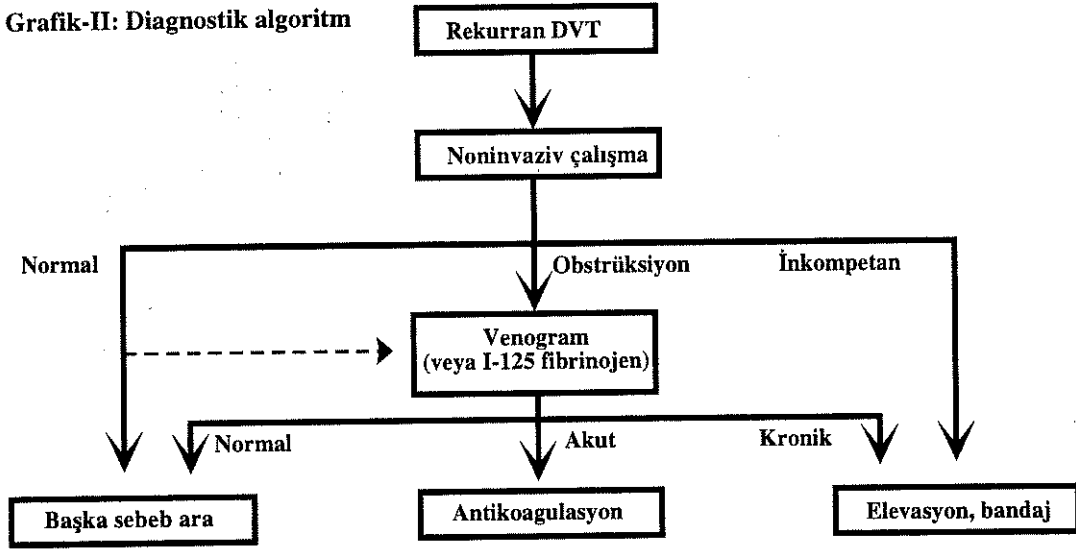 Grafik-II: Diagnostik algoritm
Rekurran DVT
Noninvaziv çalışma
Normal
Obstrüksiyon
İnkompetan
Venogram
(veya I-125 fibrinojen)
Normal
Akut
Kronik
Başka sebeb ara
Antikoagulasyon
Elevasyon, bandaj